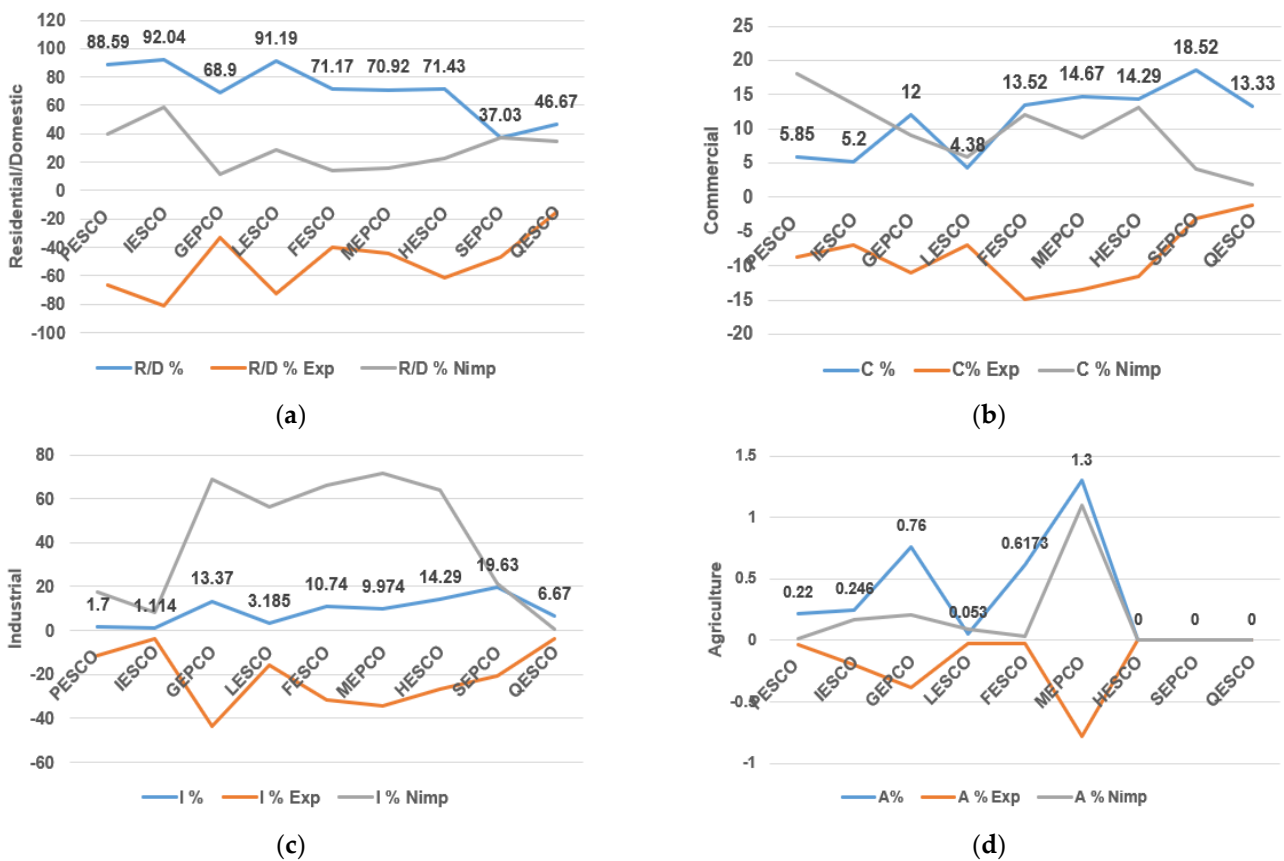 120
100
80
60
40
20
0
-20
-40
-60
-80
-100
Residential/Domestic
88.59
92.04
68.9
91.19
71.17
70.92
71.43
37.03
46.67
PESCO
IESCO
GEPCO
LESCO
FESCO
MEPCO
HESCO
SEPCO
QESCO
R/D % R/D % Exp R/D % Nimp
(a)
25
20
15
10
5
0
-5
-10
-15
-20
Commercial
5.85
5.2
12
4.38
13.52
14.67
14.29
18.52
13.33
PESCO
IESCO
GEPCO
LESCO
FESCO
MEPCO
HESCO
SEPCO
QESCO
C % C% Exp C % Nimp
(b)
80
60
40
20
0
-20
-40
-60
Industrial
1.7
1.114
13.37
3.185
10.74
9.974
14.29
19.63
6.67
PESCO
IESCO
GEPCO
LESCO
FESCO
MEPCO
HESCO
SEPCO
QESCO
I % I % Exp I % Nimp
(c)
1.5
1
0.5
0
-0.5
-1
Agriculture
0.22
0.246
0.76
0.053
0.6173
1.3
0
0
0
PESCO
IESCO
GEPCO
LESCO
FESCO
MEPCO
HESCO
SEPCO
QESCO
A% A % Exp A % Nimp
(d)